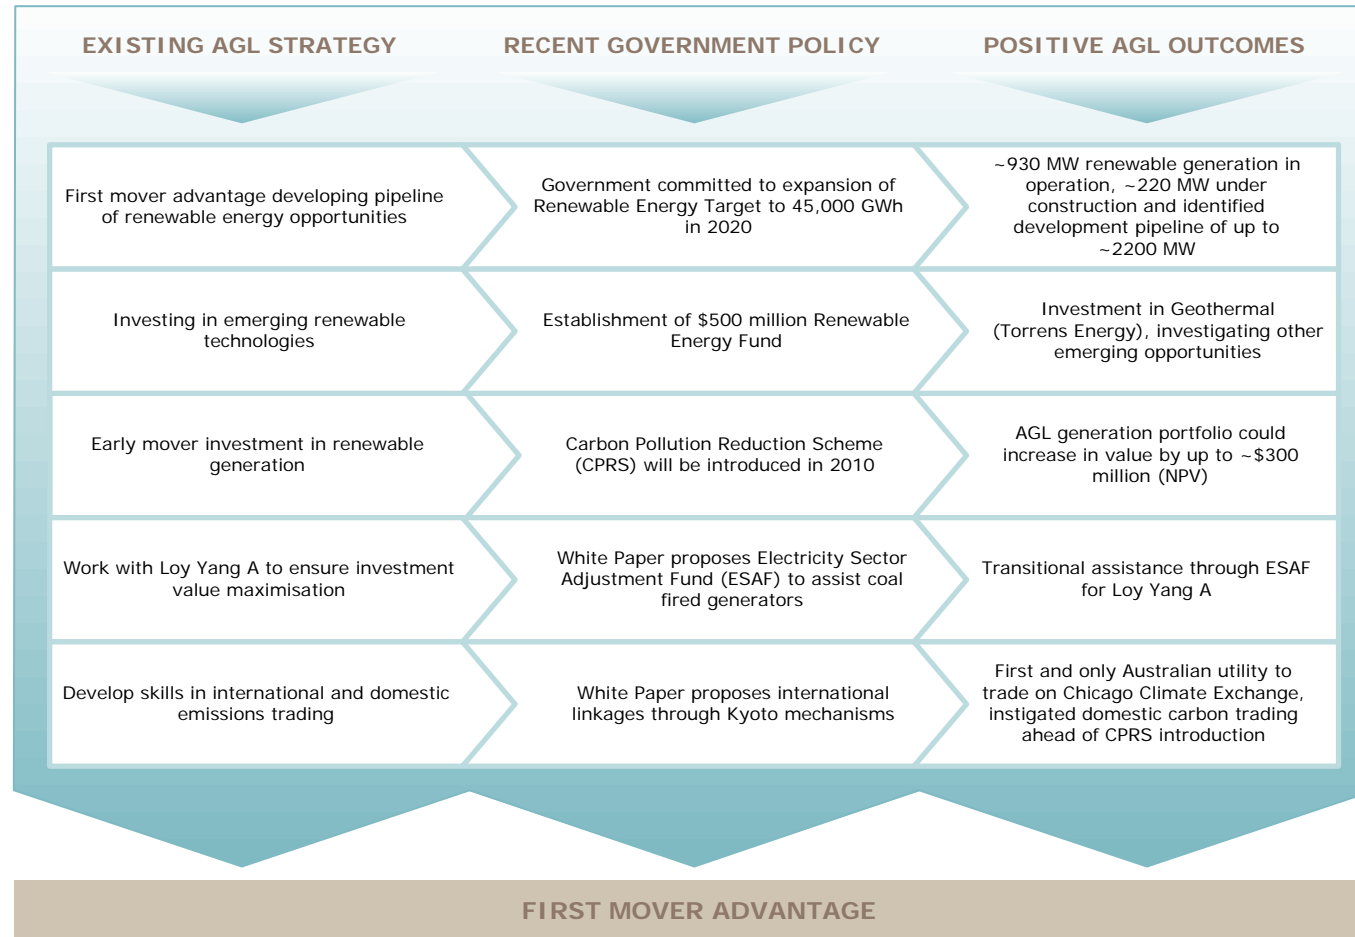 EXISTING AGL STRATEGY
RECENT GOVERNMENT POLICY
POSITIVE AGL OUTCOMES
First mover advantage developing pipeline
of renewable energy opportunities
Government committed to expansion of
Renewable Energy Target to 45,000 GWh
in 2020
~930 MW renewable generation in
operation, ~220 MW under
construction and identified
development pipeline of up to
~2200 MW
Investing in emerging renewable
technologies
Establishment of $500 million Renewable
Energy Fund
Investment in Geothermal
(Torrens Energy), investigating other
emerging opportunities
Early mover investment in renewable
generation
Carbon Pollution Reduction Scheme
(CPRS) will be introduced in 2010
AGL generation portfolio could
increase in value by up to ~$300
million (NPV)
Work with Loy Yang A to ensure investment
value maximisation
White Paper proposes Electricity Sector
Adjustment Fund (ESAF) to assist coal
fired generators
Transitional assistance through ESAF
for Loy Yang A
Develop skills in international and domestic
emissions trading
White Paper proposes international
linkages through Kyoto mechanisms
First and only Australian utility to
trade on Chicago Climate Exchange,
instigated domestic carbon trading
ahead of CPRS introduction
FIRST MOVER ADVANTAGE